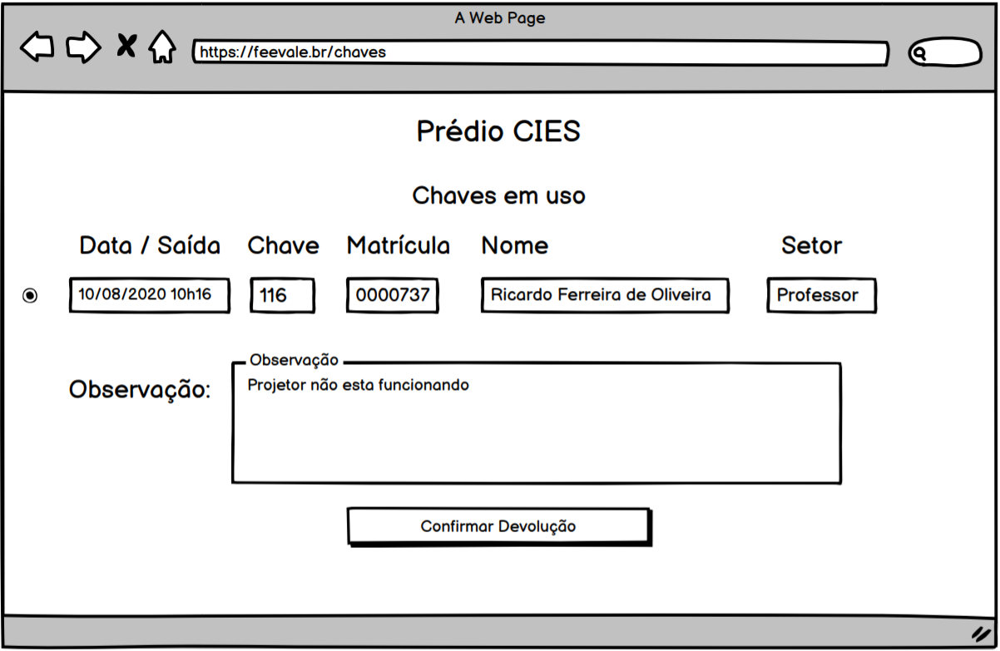 A Web Page
https://feevale.br/chaves
Prédio CIES
Chaves em uso
Data / Saída Chave Matrícula Nome Setor
10/08/2020 10h16 116 0000737 Ricardo Ferreira de Oliveira Professor
Observação
Observação: Projetor não esta funcionando
Confirmar Devolução